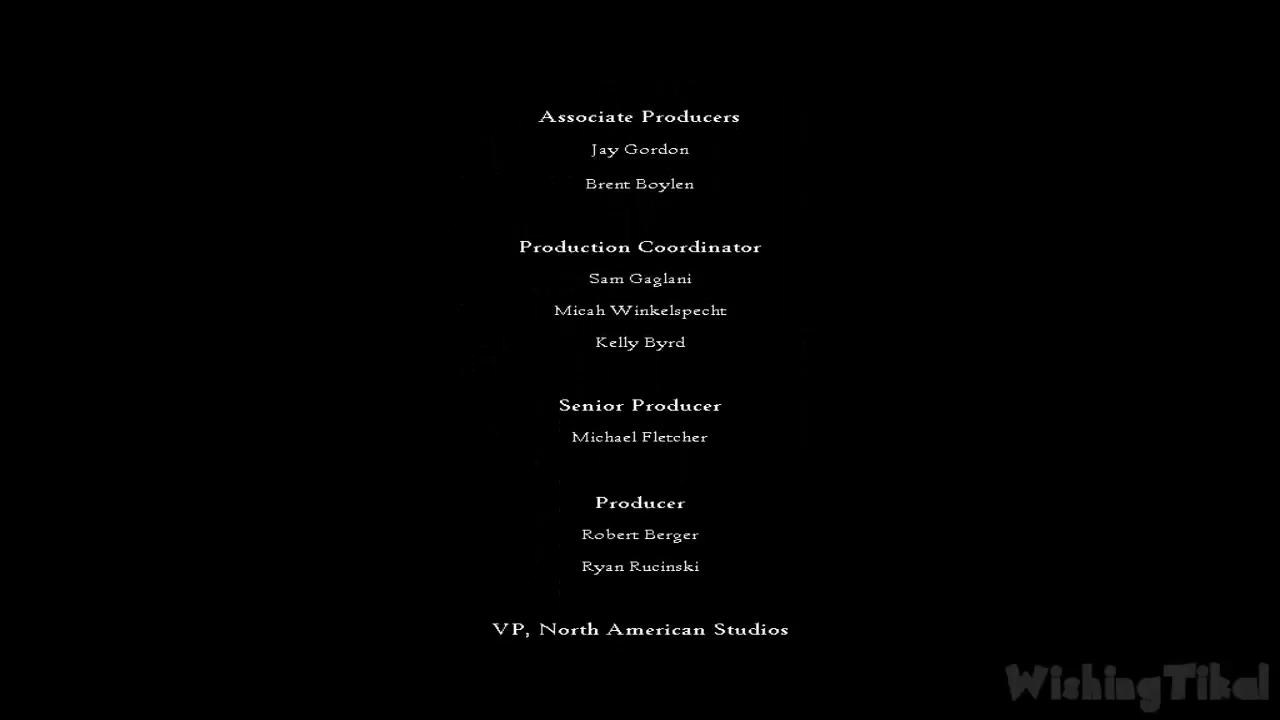 Associate Producers
Jay Gordon
Brent Boylen
Production Coordinator
Sam Gaglani
Micah Winkelspecht
Kelly Byrd
Senior Producer
Michael Fletcher
Producer
Robert Berger
Ryan Rucinski
VP, North American Studios
WishingTikal